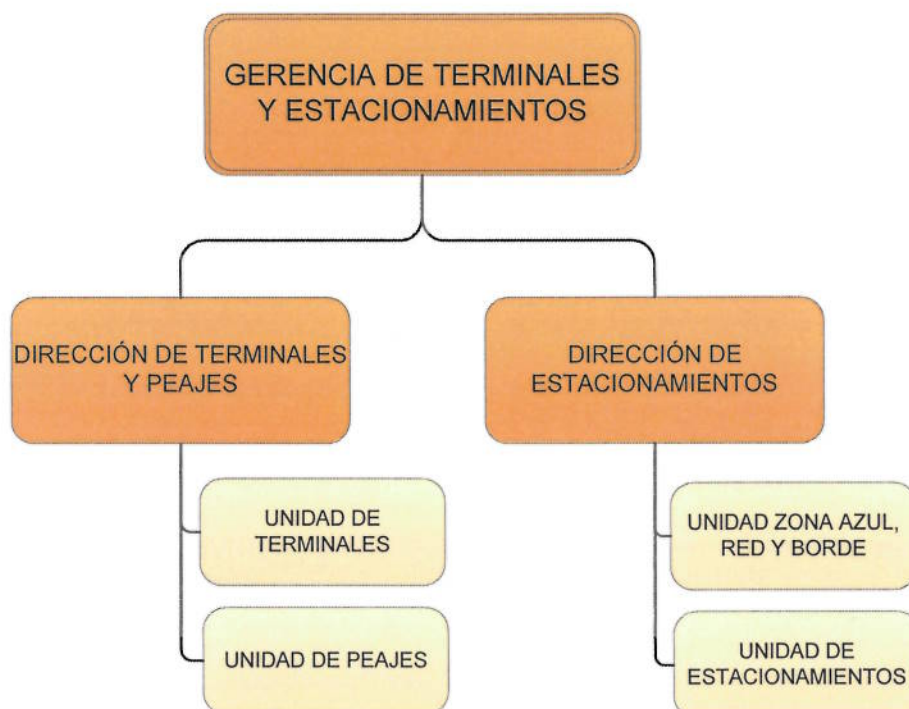 GERENCIA DE TERMINALES
Y ESTACIONAMIENTOS
DIRECCIÓN DE TERMINALES
Y PEAJES
DIRECCIÓN DE
ESTACIONAMIENTOS
UNIDAD DE
TERMINALES
UNIDAD ZONA AZUL,
RED Y BORDE
UNIDAD DE PEAJES
UNIDAD DE
ESTACIONAMIENTOS